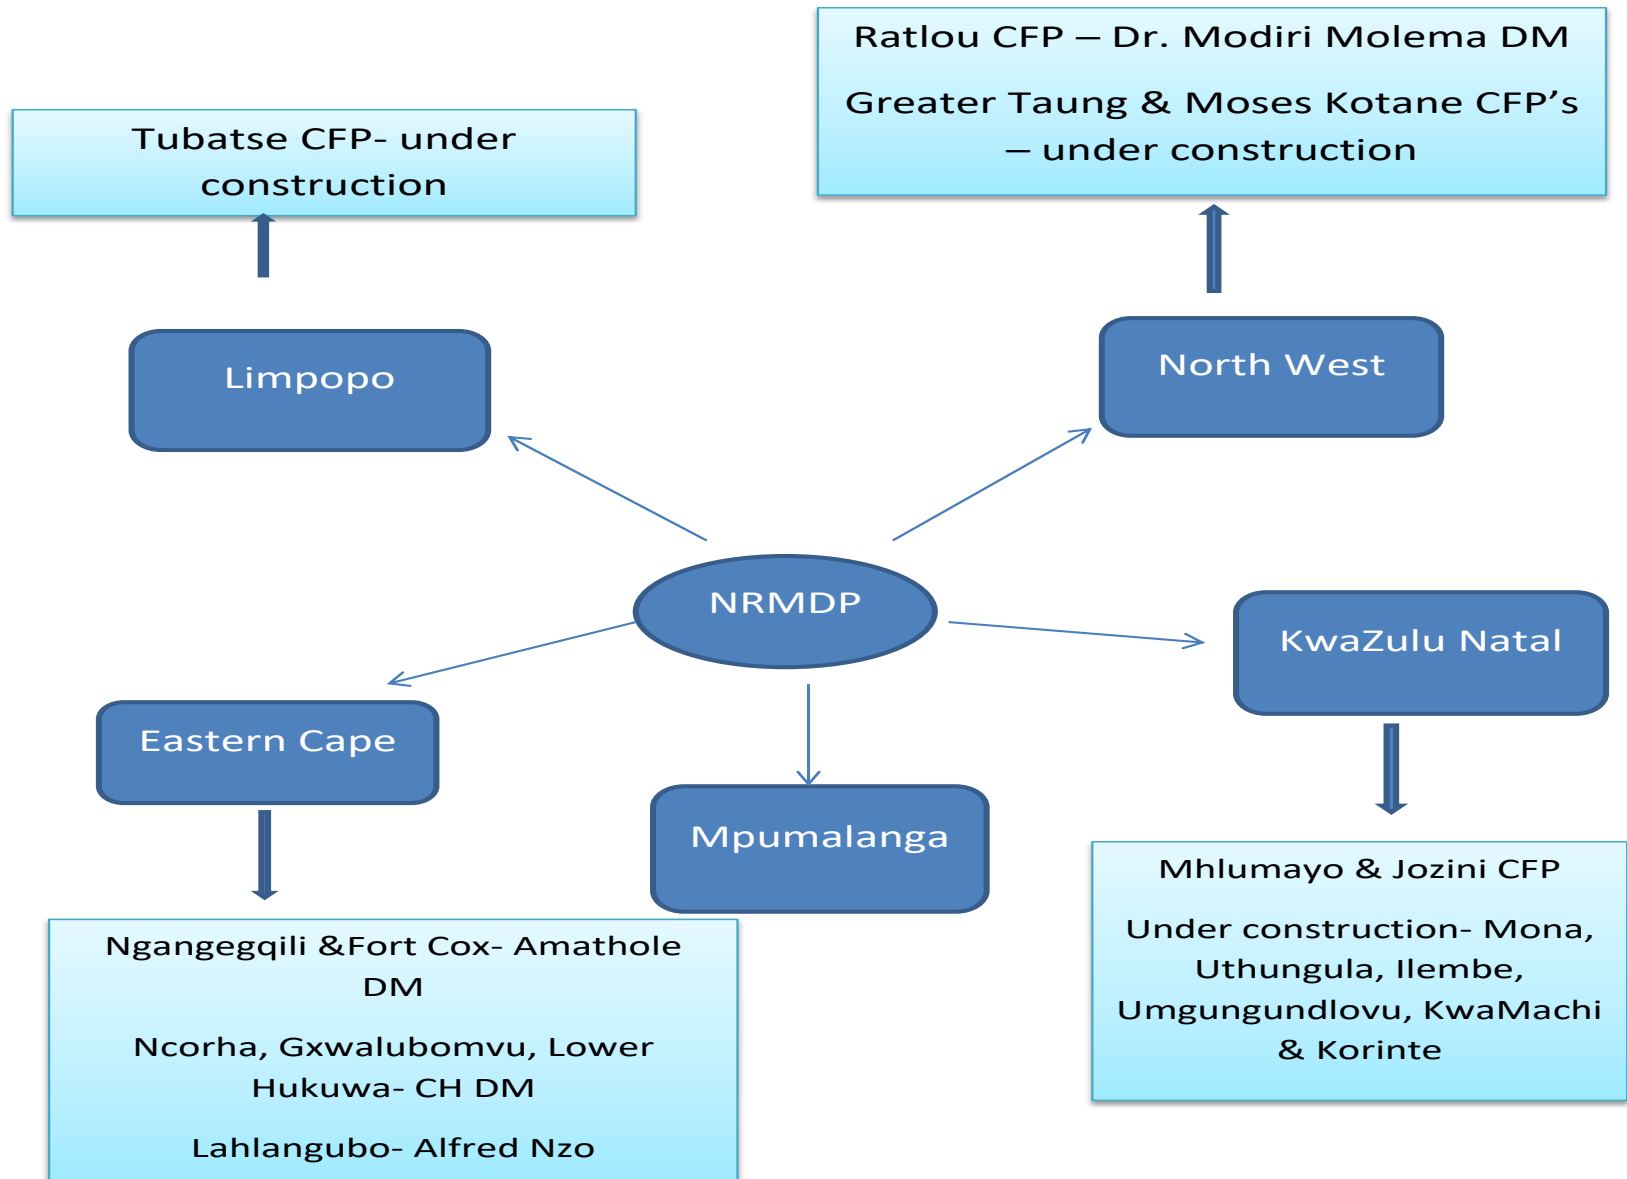 Ratlou CFP – Dr. Modiri Molema DM
Greater Taung & Moses Kotane CFP’s
– under construction
Tubatse CFP- under
construction
Limpopo
North West
NRMDP
KwaZulu Natal
Eastern Cape
Mpumalanga
Mhlumayo & Jozini CFP
Under construction- Mona,
Uthungula, Ilembe,
Umgungundlovu, KwaMachi
& Korinte
Ngangegqili &Fort Cox- Amathole
DM
Ncorha, Gxwalubomvu, Lower
Hukuwa- CH DM
Lahlangubo- Alfred Nzo